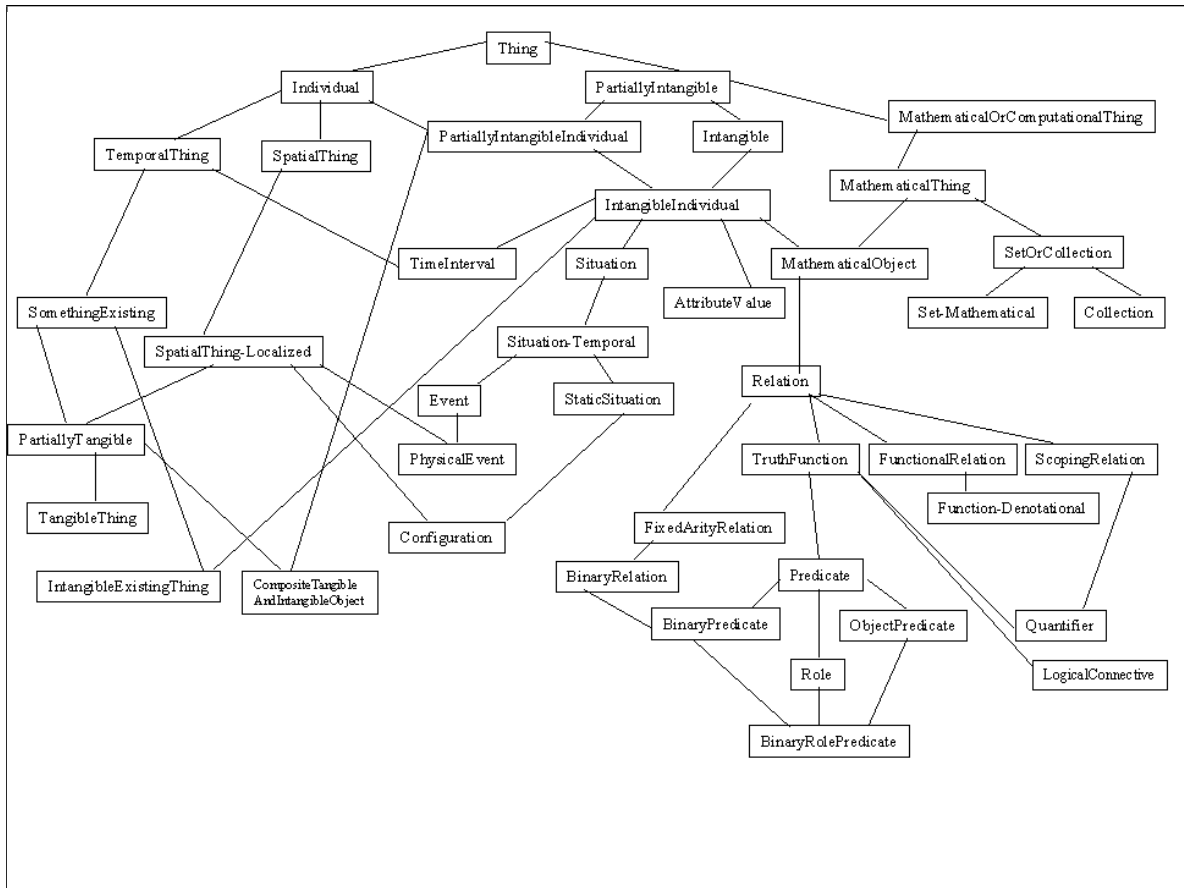 Thing
Individual
PartiallyIntangible
MathematicalOrComputationalThing
PartiallyIntangibleIndividual
Intangible
TemporalThing
SpatialThing
MathematicalThing
IntangibleIndividual
SetOrCollection
TimeInterval
Situation
MathematicalObject
AttributeValue
Set-Mathematical
Collection
SomethingExisting
Situation-Temporal
SpatialThing-Localized
Relation
Event
StaticSituation
PartiallyTangible
PhysicalEvent
TruthFunction
FunctionalRelation
ScopingRelation
Function-Denotational
TangibleThing
FixedArityRelation
Configuration
BinaryRelation
Predicate
IntangibleExistingThing
CompositeTangible
AndIntangibleObject
BinaryPredicate
ObjectPredicate
Quantifier
Role
LogicalConnective
BinaryRolePredicate